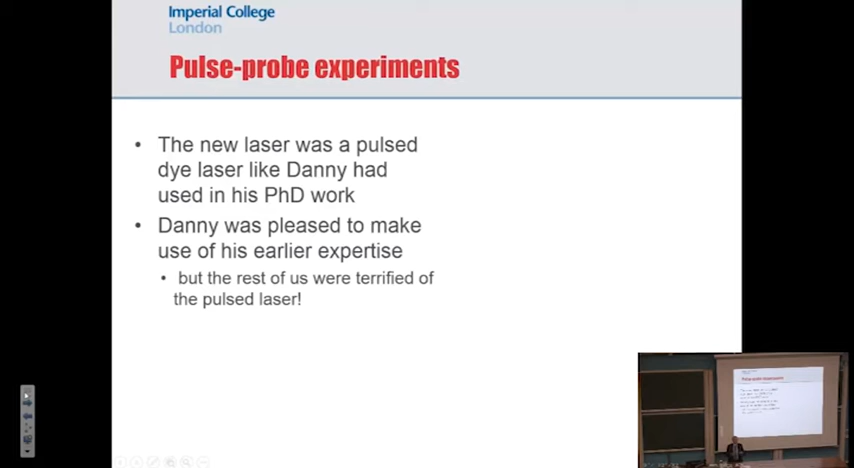 Imperial College
London
Pulse-probe experiments
• The new laser was a pulsed
dye laser like Danny had
used in his PhD work
• Danny was pleased to make
use of his earlier expertise
• but the rest of us were terrified of
the pulsed laser!